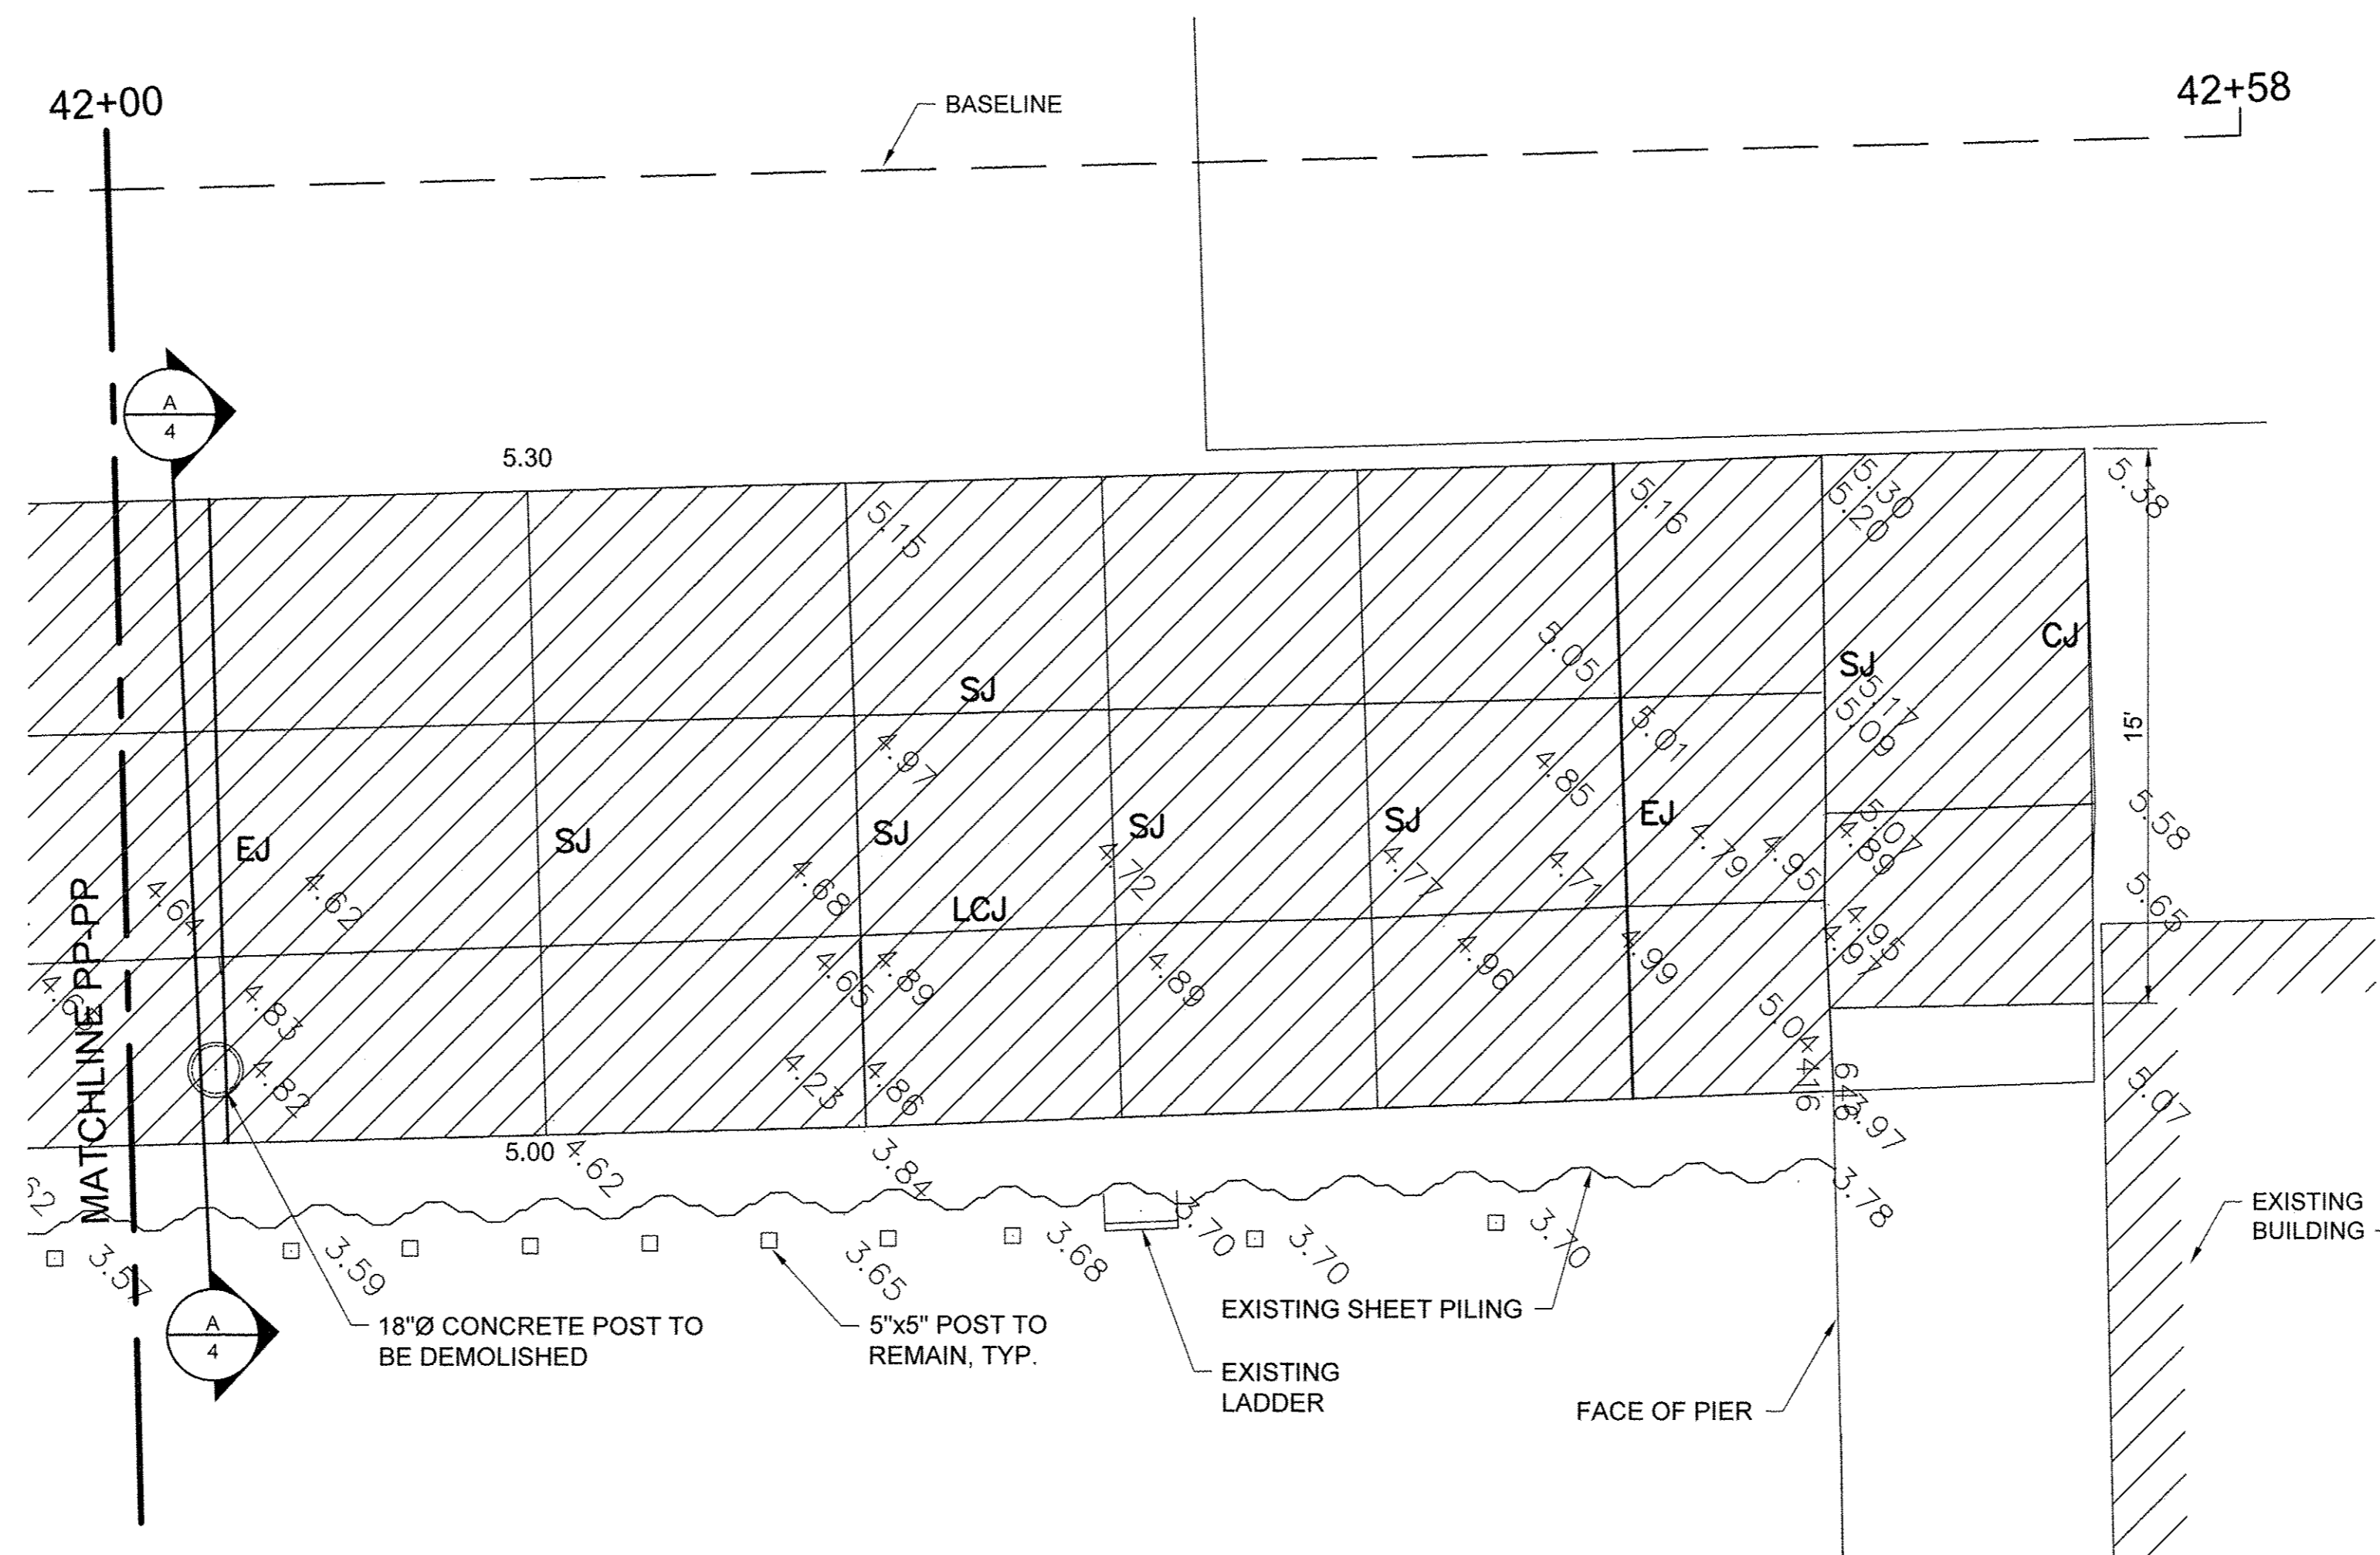 42+00
42+58
BASELINE
A
4
5.30
5.15
5.16
5.30
5.20
5.38
SJ
5.05
SJ
CJ
5.17
5.09
15'
4.97
5.01
4.85
EJ
SJ
SJ
SJ
SJ
EJ
4.64
4.62
4.68
4.72
4.77
4.71
4.79
4.95
5.07
4.89
5.58
5.65
LCJ
MATCHLINE PP-PP
4.83
4.65
4.89
4.89
4.96
4.99
4.95
4.97
5.04
4.82
4.23
4.86
4.16
3.97
5.07
5.00
4.62
3.84
3.78
3.57
3.59
3.65
3.68
3.70
3.70
3.70
EXISTING
BUILDING
A
4
18"Ø CONCRETE POST TO
BE DEMOLISHED
5"x5" POST TO
REMAIN, TYP.
EXISTING SHEET PILING
EXISTING
LADDER
FACE OF PIER